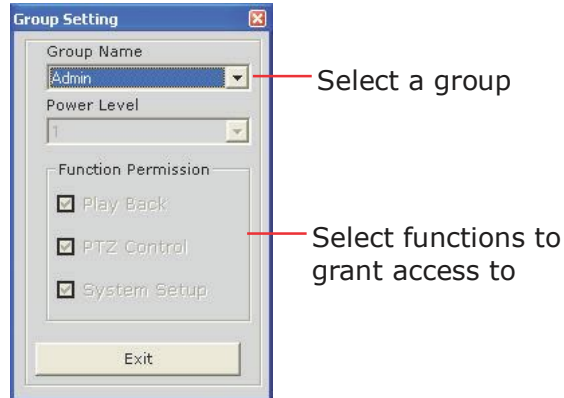 Group Setting
Group Name
Admin
Select a group
Power Level
1
Function Permission
Play Back
PTZ Control
Select functions to
grant access to
System Setup
Exit